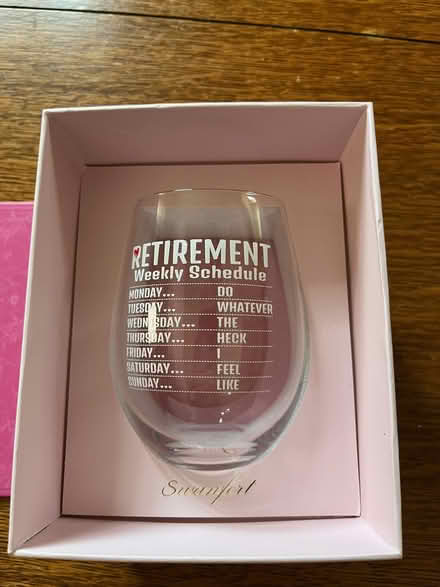 RETIREMENT
Weekly Schedule
MONDAY... DO
TUESDAY... WHATEVER
WEDNESDAY... THE
THURSDAY... HECK
FRIDAY... I
SATURDAY... FEEL
SUNDAY... LIKE
Swanfort